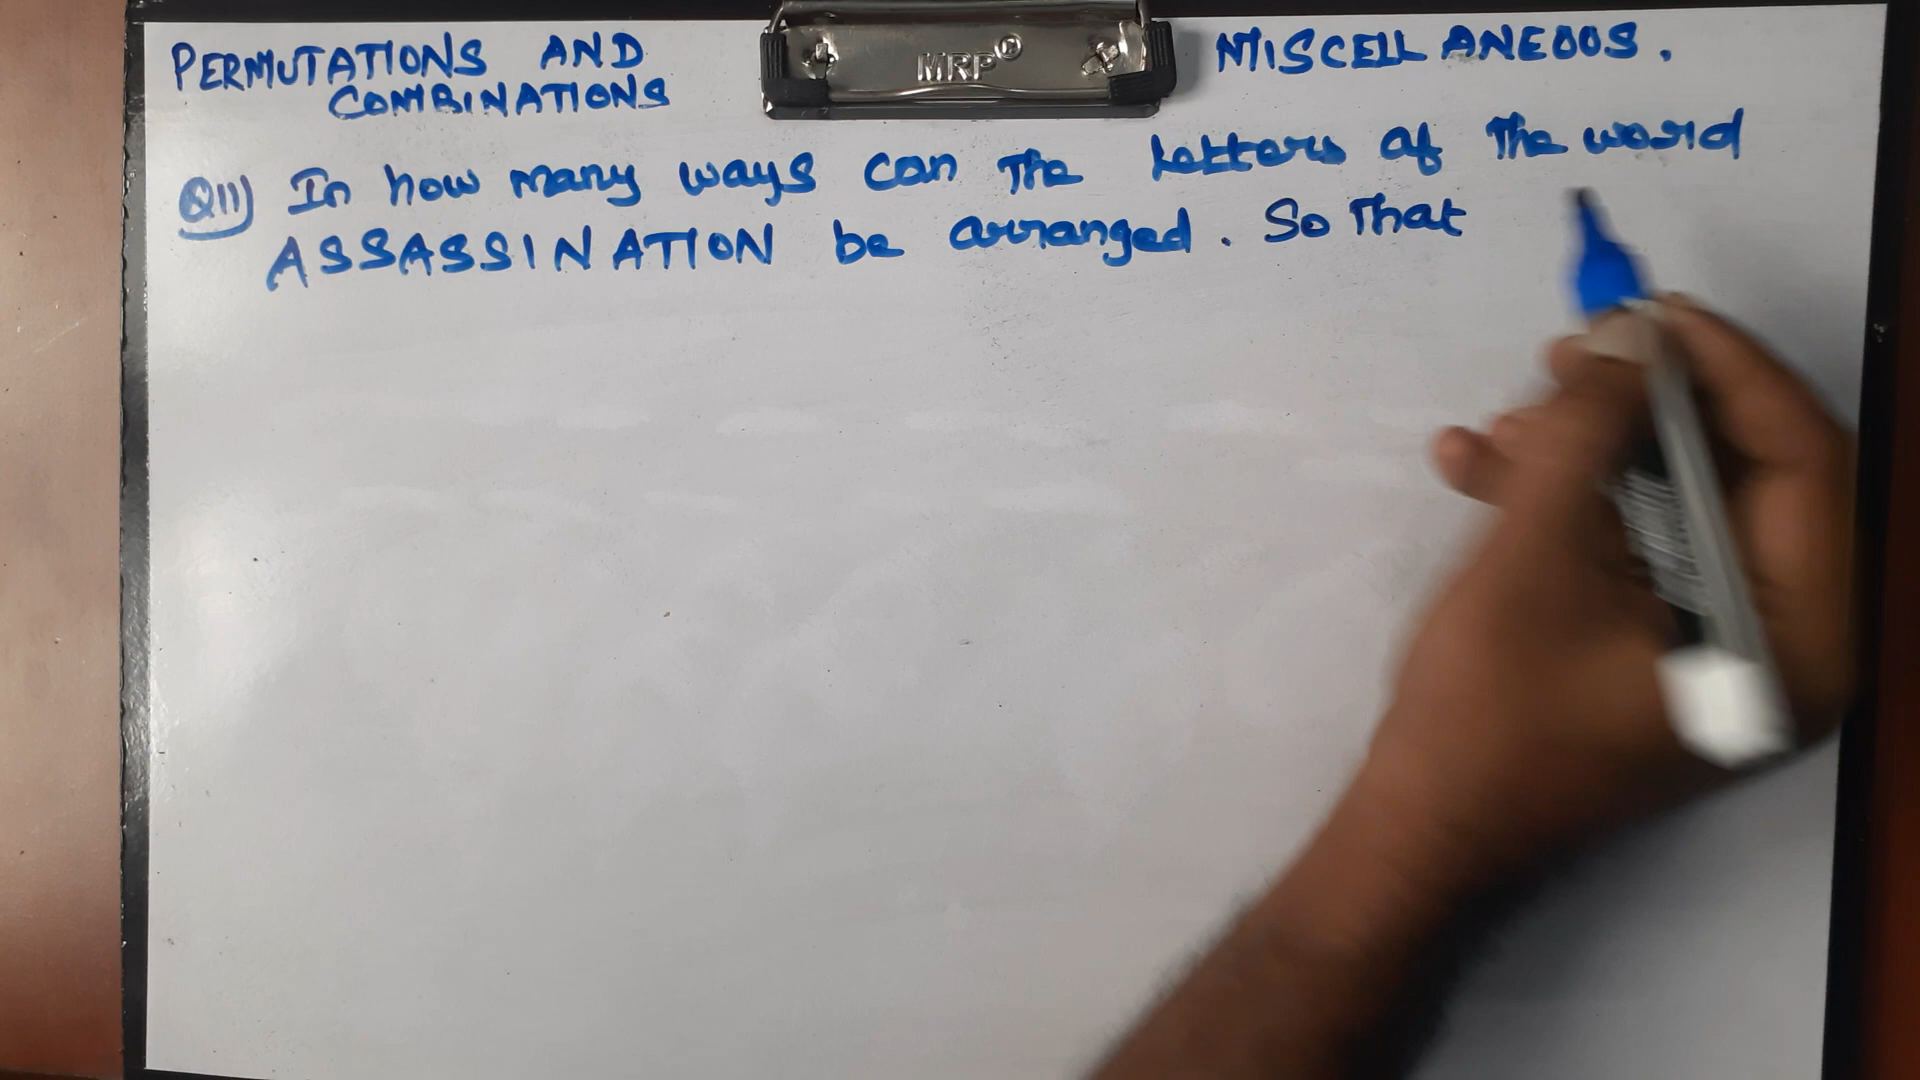 PERMUTATIONS AND
COMBINATIONS
MRP
MISCELLANEOUS.
Q11) In how many ways can the Letters of the word
ASSASSINATION be arranged. So that